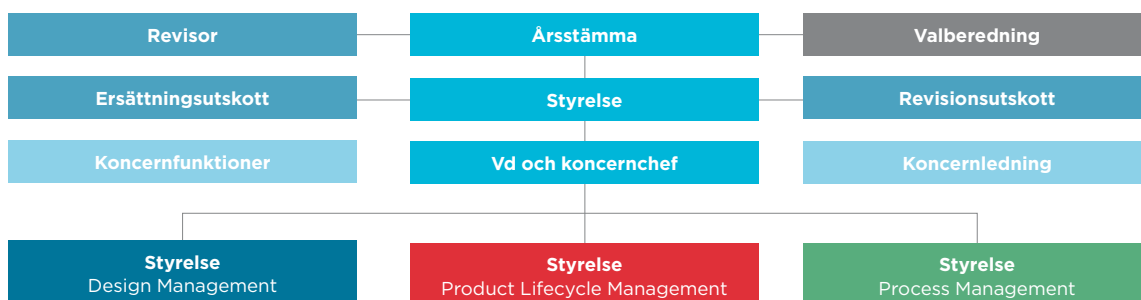 Revisor
Årsstämma
Valberedning
Ersättningsutskott
Styrelse
Revisionsutskott
Koncernfunktioner
Vd och koncernchef
Koncernledning
Styrelse
Design Management
Styrelse
Product Lifecycle Management
Styrelse
Process Management